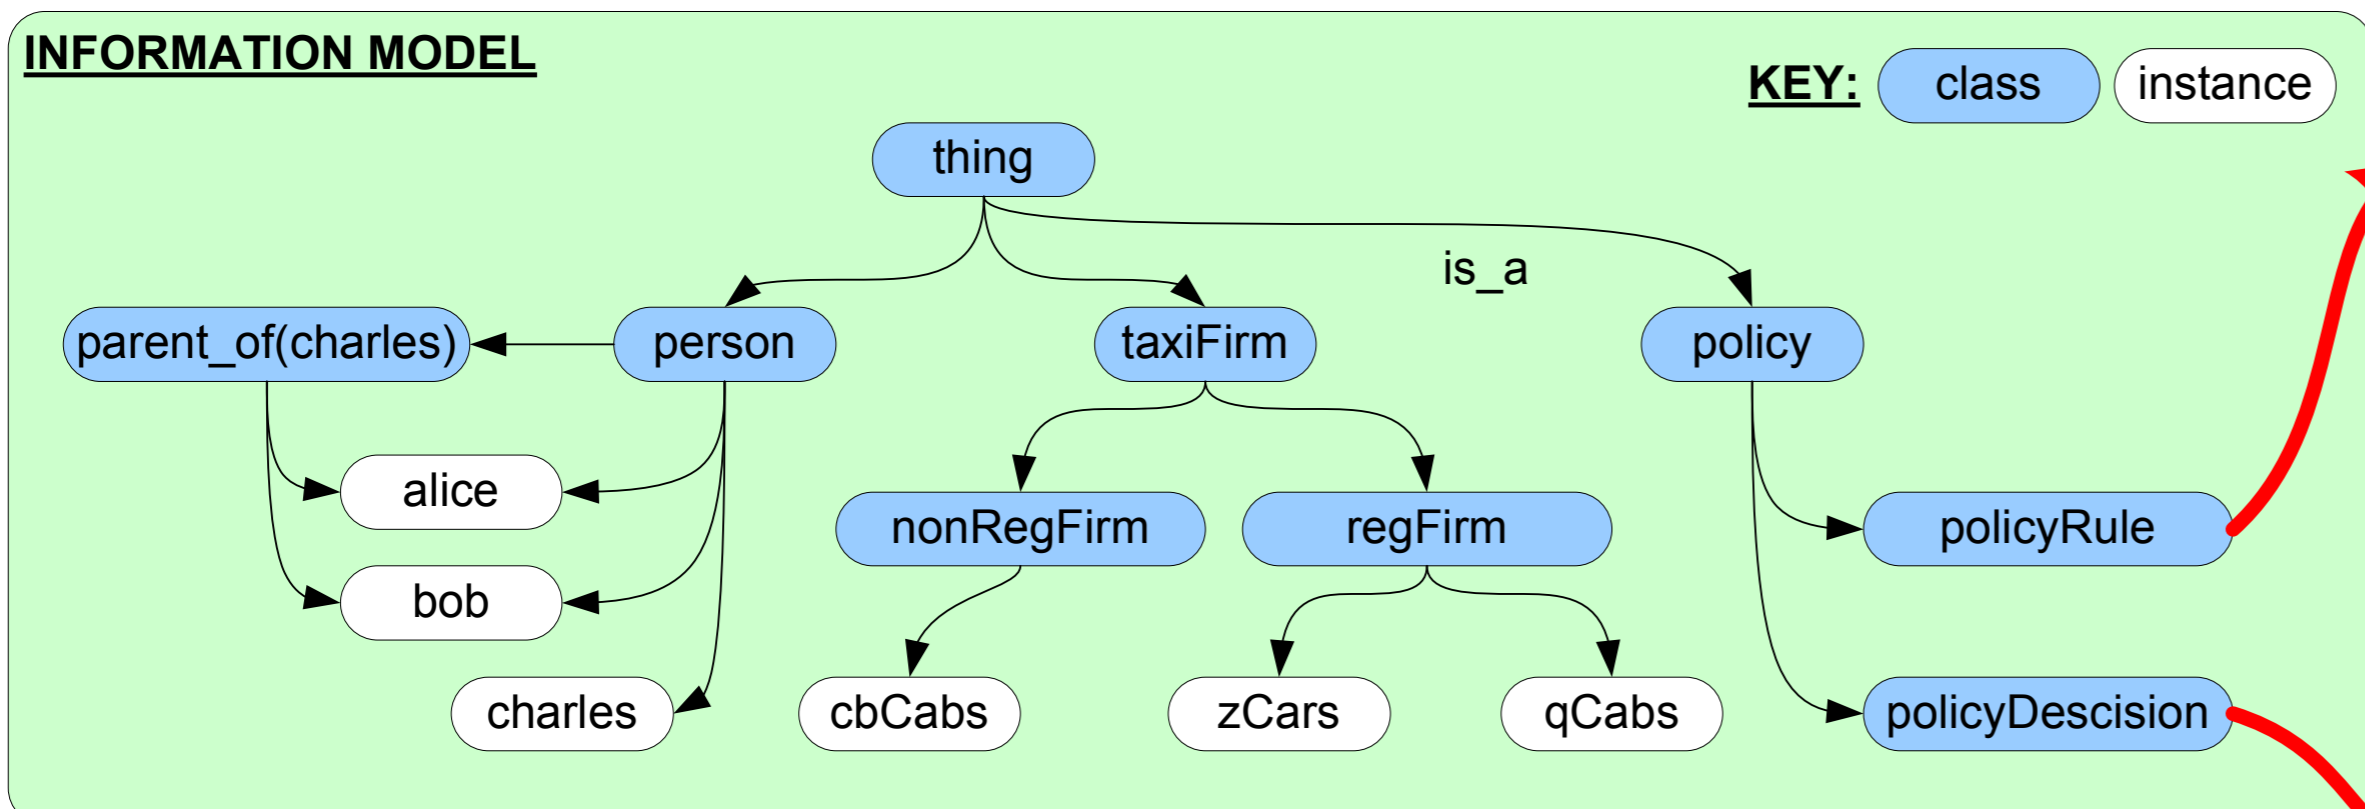 INFORMATION MODEL
KEY: class instance
thing
is_a
parent_of(charles) person taxiFirm policy
alice
nonRegFirm regFirm policyRule
bob
charles cbCabs zCars qCabs policyDescision